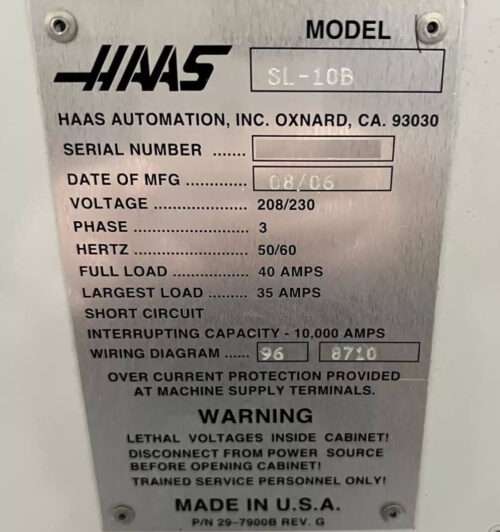 MODEL
HAAS SL-10B
HAAS AUTOMATION, INC. OXNARD, CA. 93030
SERIAL NUMBER .......
DATE OF MFG ............. 08/06
VOLTAGE ................... 208/230
PHASE ........................ 3
HERTZ ........................ 50/60
FULL LOAD ................. 40 AMPS
LARGEST LOAD ......... 35 AMPS
SHORT CIRCUIT
INTERRUPTING CAPACITY - 10,000 AMPS
WIRING DIAGRAM ...... 96 8710
OVER CURRENT PROTECTION PROVIDED
AT MACHINE SUPPLY TERMINALS.
WARNING
LETHAL VOLTAGES INSIDE CABINET!
DISCONNECT FROM POWER SOURCE
BEFORE OPENING CABINET!
TRAINED SERVICE PERSONNEL ONLY!
MADE IN U.S.A.
P/N 29-7900B REV. G